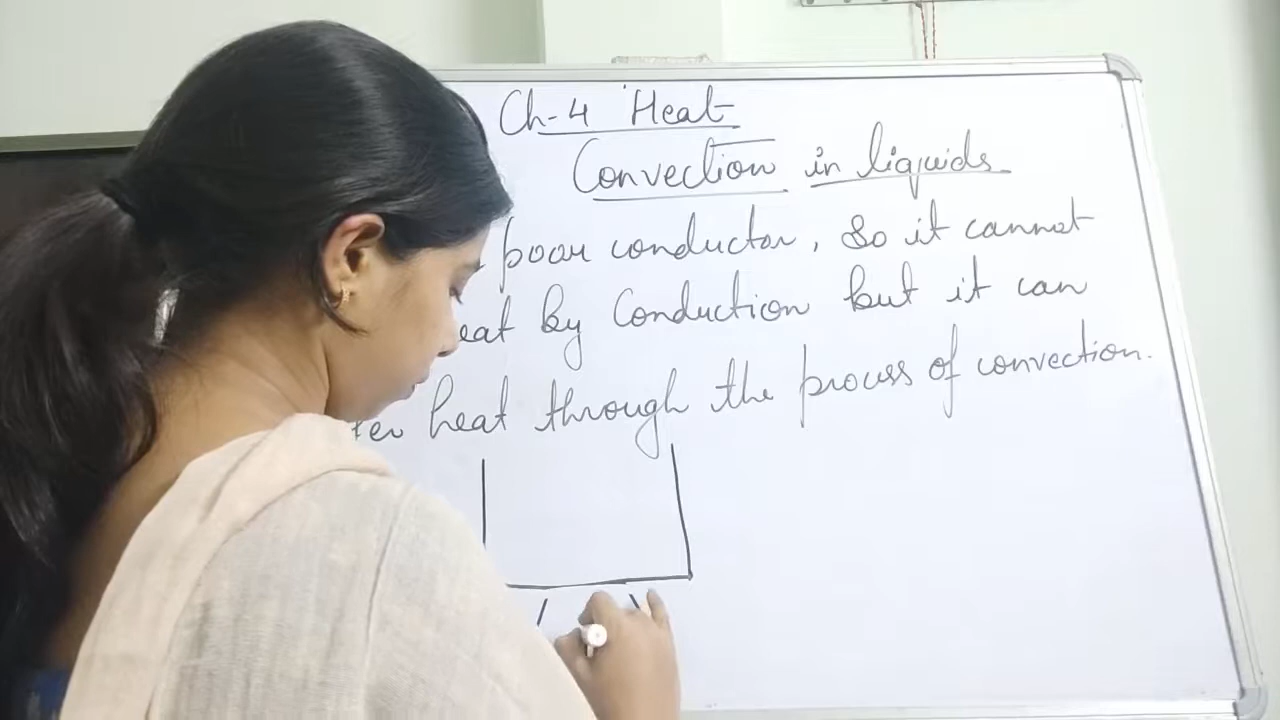 Ch-4 Heat
Convection in liquids
poor conductor, So it cannot
eat by Conduction but it can
er heat through the process of convection.